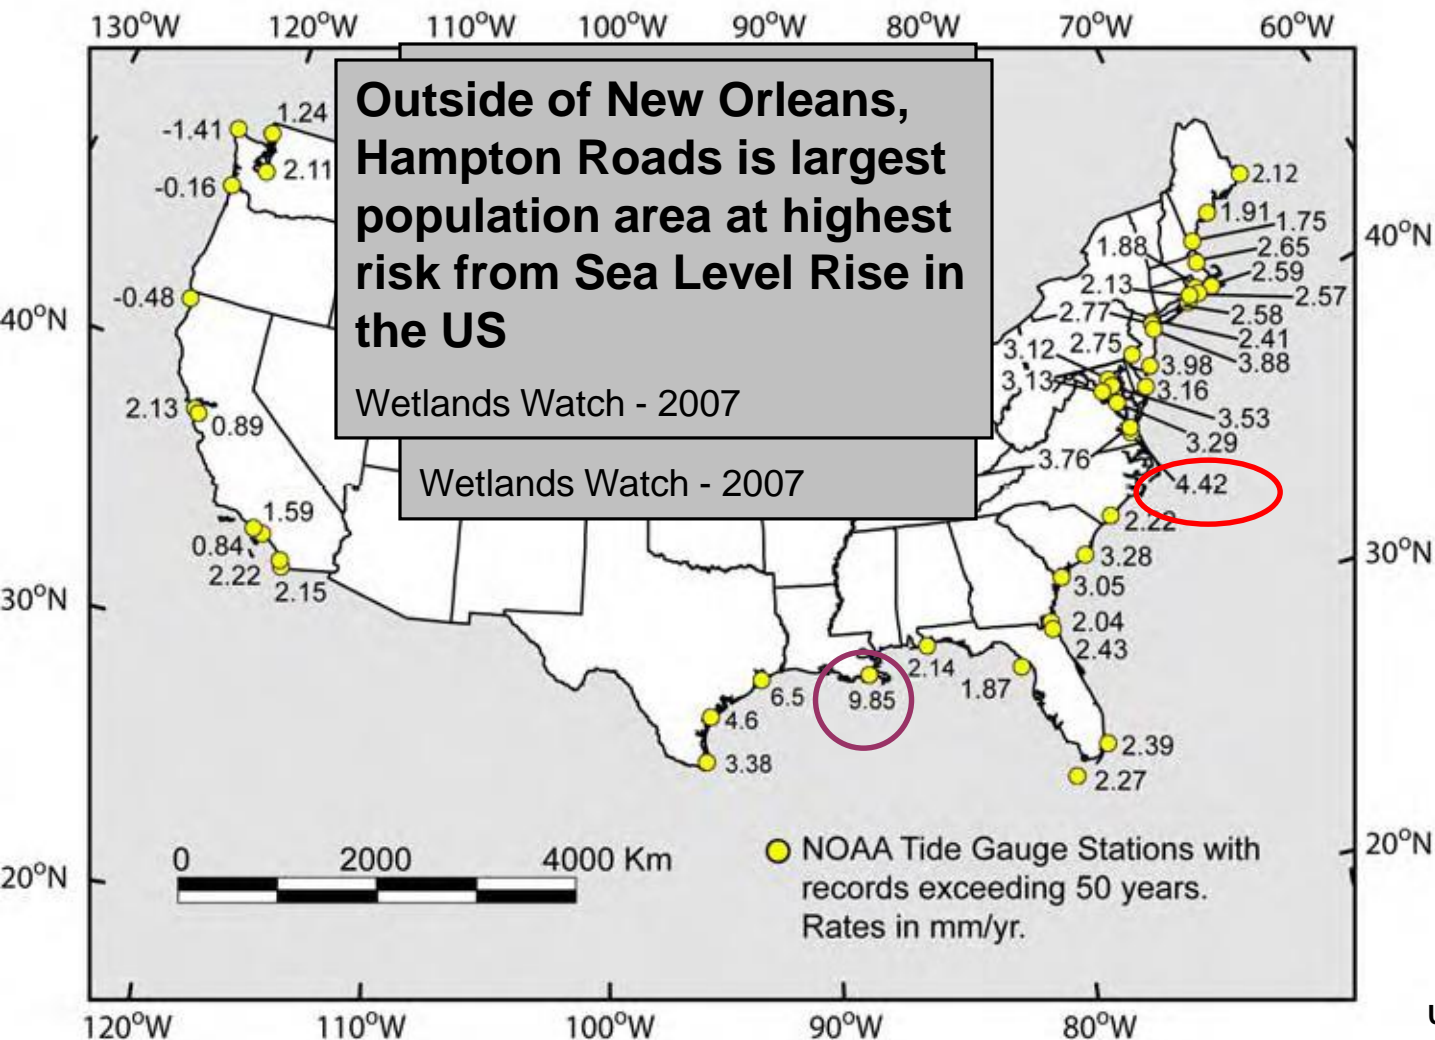 130°W 120°W 110°W 100°W 90°W 80°W 70°W 60°W
Outside of New Orleans,
Hampton Roads is largest
population area at highest
risk from Sea Level Rise in
the US
Wetlands Watch - 2007
Wetlands Watch - 2007
-1.41
1.24
2.11
-0.16
-0.48
2.13
0.89
1.59
0.84
2.22
2.15
2.12
1.91
1.75
1.88
2.65
2.59
2.13
2.57
2.77
2.58
2.41
3.12
2.75
3.88
3.98
3.13
3.16
3.53
3.29
3.76
4.42
2.22
3.28
3.05
2.04
2.43
2.14
1.87
6.5
9.85
4.6
3.38
2.39
2.27
40°N
30°N
20°N
40°N
30°N
20°N
0 2000 4000 Km
NOAA Tide Gauge Stations with
records exceeding 50 years.
Rates in mm/yr.
120°W 110°W 100°W 90°W 80°W